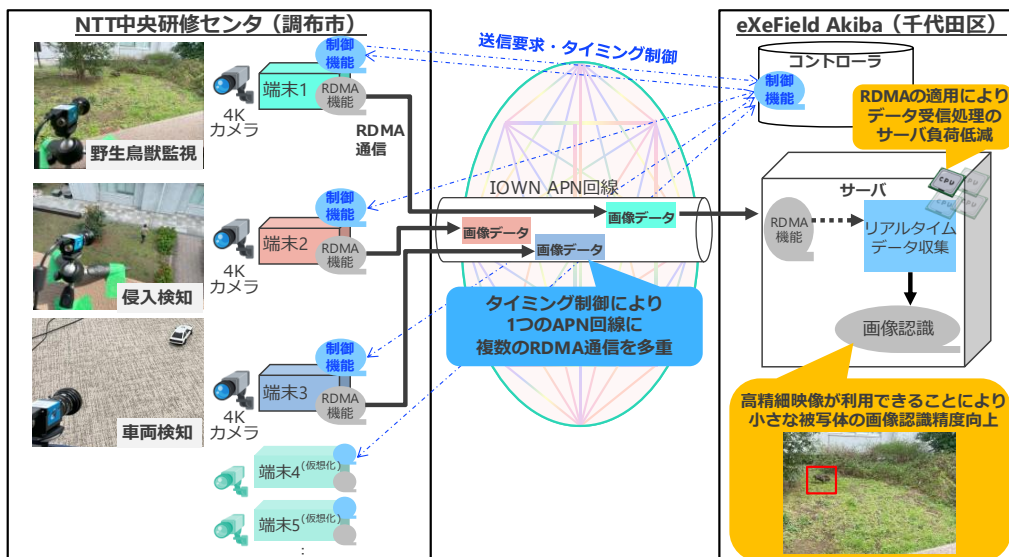 NTT中央研修センタ（調布市）
野生鳥獣監視
侵入検知
車両検知
4K
カメラ
端末1
制御
機能
RDMA
機能
4K
カメラ
端末2
制御
機能
RDMA
機能
4K
カメラ
端末3
制御
機能
RDMA
機能
端末4(仮想化)
端末5(仮想化)
:
RDMA
通信
送信要求・タイミング制御
IOWN APN回線
画像データ
画像データ
画像データ
タイミング制御により
1つのAPN回線に
複数のRDMA通信を多重
eXeField Akiba（千代田区）
コントローラ
制御
機能
RDMAの適用により
データ受信処理の
サーバ負荷低減
サーバ
CPU
CPU
CPU
CPU
RDMA
機能
リアルタイム
データ収集
画像認識
高精細映像が利用できることにより
小さな被写体の画像認識精度向上